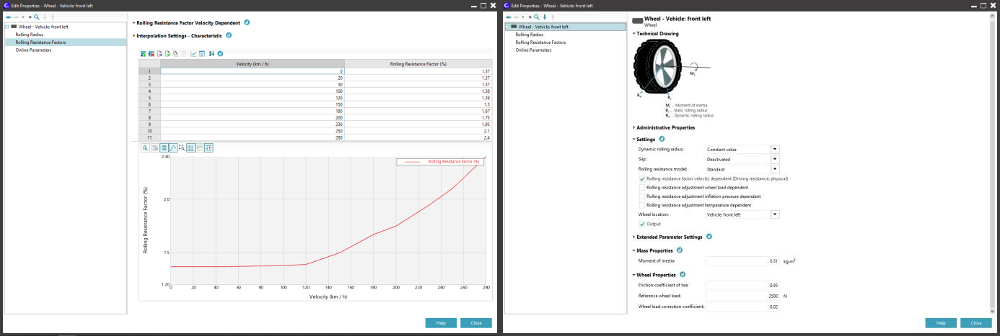 Edit Properties - Wheel - Vehicle: front left
Wheel - Vehicle: front left
Rolling Radius
Rolling Resistance Factors
Online Parameters
Rolling Resistance Factor Velocity Dependent
Interpolation Settings - Characteristic
Velocity (km / h) Rolling Resistance Factor (%)
1 0 1.37
2 20 1.37
3 50 1.37
4 100 1.38
5 120 1.39
6 150 1.5
7 180 1.67
8 200 1.75
9 230 1.95
10 250 2.1
11 280 2.4
Rolling Resistance Factor (%)
2.40
2.0
1.5
1.20
Rolling Resistance Factor (%)
0 20 40 60 80 100 120 140 160 180 200 220 240 260 280
Velocity (km / h)
Help Close
Edit Properties - Wheel - Vehicle: front left
Wheel - Vehicle: front left
Rolling Radius
Rolling Resistance Factors
Online Parameters
Wheel - Vehicle: front left
Wheel
Technical Drawing
Mᵢ
R_d
Rₛ
Mᵢ ... Moment of inertia
Rₛ ... Static rolling radius
R_d ... Dynamic rolling radius
Administrative Properties
Settings
Dynamic rolling radius: Constant value
Slip: Deactivated
Rolling resistance model: Standard
Rolling resistance factor velocity dependent (Driving resistance: physical)
Rolling resistance adjustment wheel load dependent
Rolling resistance adjustment inflation pressure dependent
Rolling resistance adjustment temperature dependent
Wheel location: Vehicle: front left
Output
Extended Parameter Settings
Mass Properties
Moment of inertia: 0.51 kg·m²
Wheel Properties
Friction coefficient of tire: 0.95
Reference wheel load: 2500 N
Wheel load correction coefficient: 0.02
Help Close